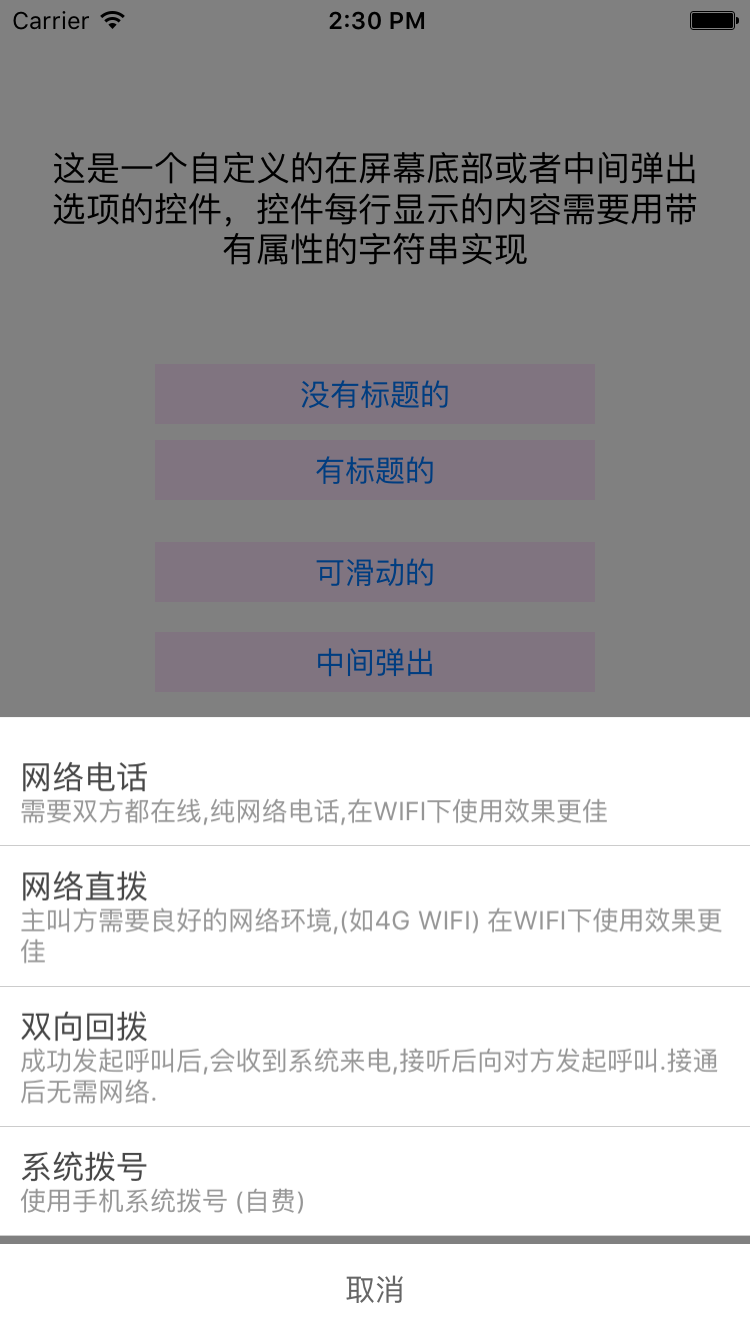 Carrier 2:30 PM
这是一个自定义的在屏幕底部或者中间弹出
选项的控件，控件每行显示的内容需要用带
有属性的字符串实现
没有标题的
有标题的
可滑动的
中间弹出
网络电话
需要双方都在线,纯网络电话,在WIFI下使用效果更佳
网络直拨
主叫方需要良好的网络环境,(如4G WIFI) 在WIFI下使用效果更
佳
双向回拨
成功发起呼叫后,会收到系统来电,接听后向对方发起呼叫.接通
后无需网络.
系统拨号
使用手机系统拨号 (自费)
取消